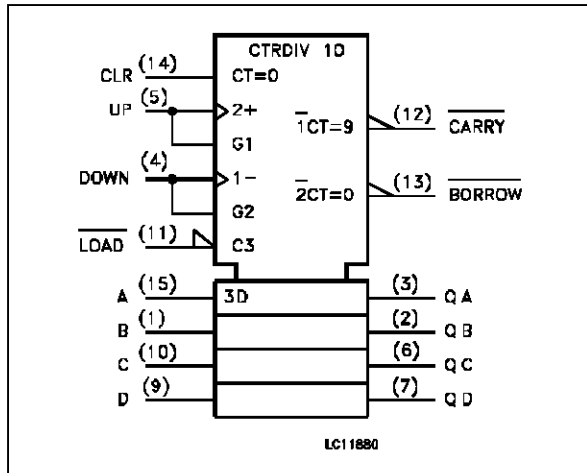 CTRDIV 10
CLR (14) CT=0
UP (5) 2+
1CT=9 (12) CARRY
G1
DOWN (4) 1-
2CT=0 (13) BORROW
G2
LOAD (11) C3
A (15) 3D (3) QA
B (1) (2) QB
C (10) (6) QC
D (9) (7) QD
LC11880